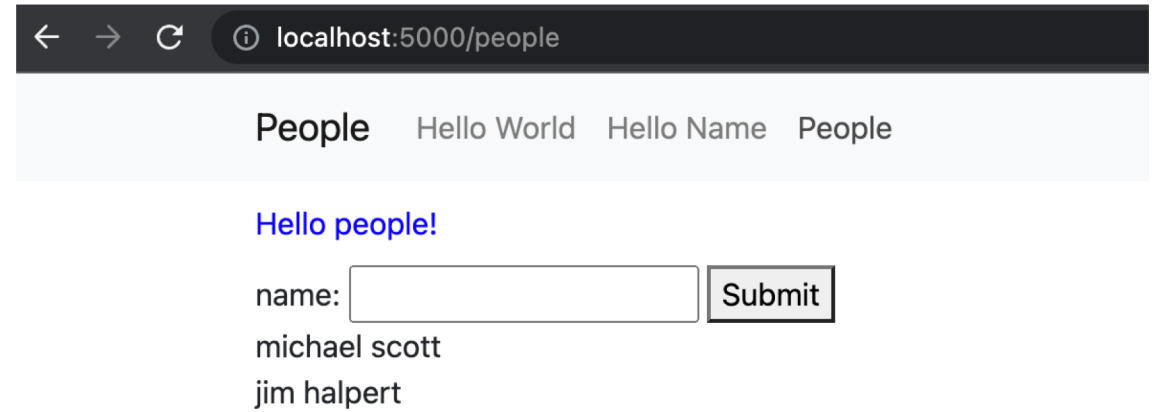 localhost:5000/people
People Hello World Hello Name People
Hello people!
name: Submit
michael scott
jim halpert